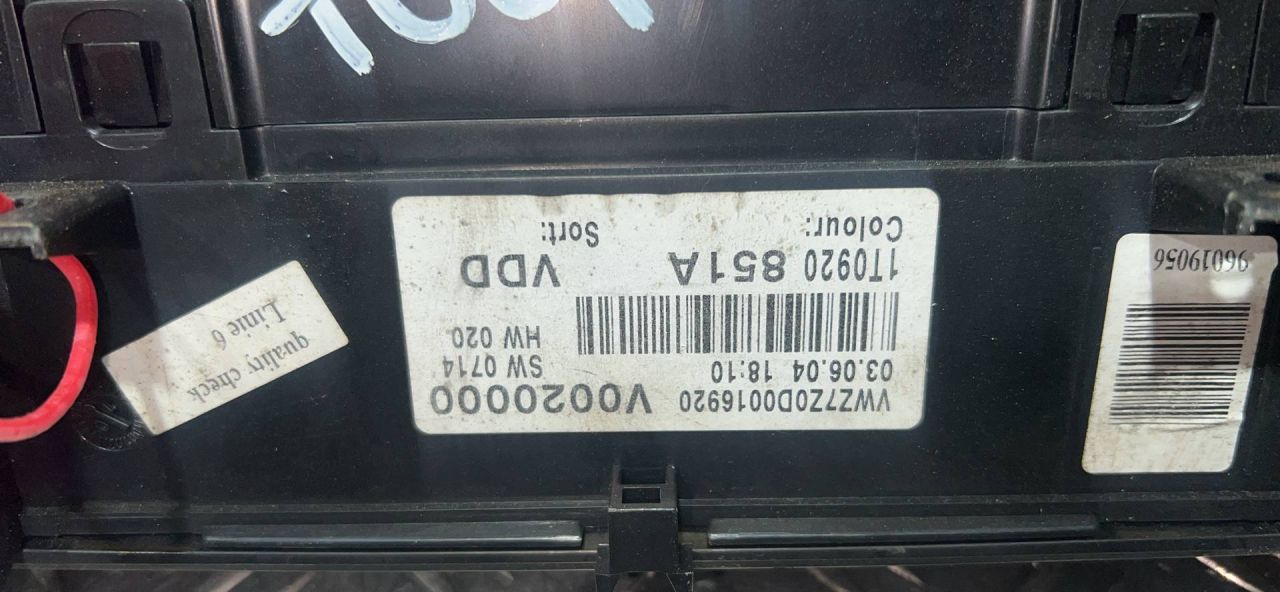 96019056
VWZ7Z0D0016920 V0020000
03.06.04 18:10 SW 0714
HW 020
1T0920 851A VDD
Colour: Sort:
quality check
Linie 6